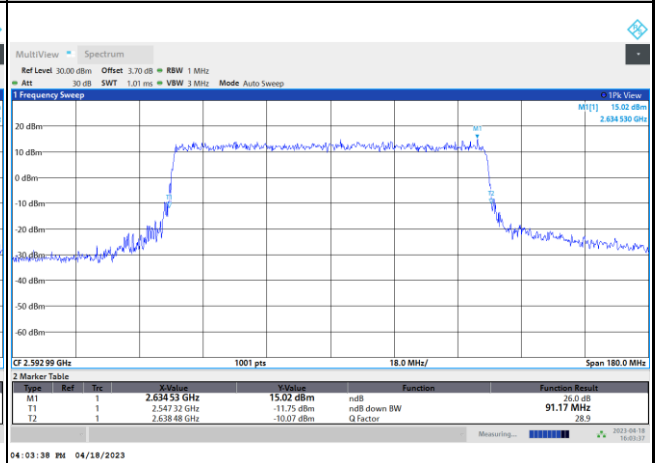 MultiView Spectrum
Ref Level 30.00 dBm Offset 3.70 dB RBW 1 MHz
Att 30 dB SWT 1.01 ms VBW 3 MHz Mode Auto Sweep
1 Frequency Sweep 1Pk View
M1[1] 15.02 dBm
2.634 530 GHz
20 dBm
M1
10 dBm
0 dBm
T1
T2
-10 dBm
-20 dBm
-30 dBm
-40 dBm
-50 dBm
-60 dBm
CF 2.592 99 GHz 1001 pts 18.0 MHz/ Span 180.0 MHz
2 Marker Table
Type Ref Trc X-Value Y-Value Function Function Result
M1 1 2.634 53 GHz 15.02 dBm ndB 26.0 dB
T1 1 2.547 32 GHz -11.75 dBm ndB down BW 91.17 MHz
T2 1 2.638 48 GHz -10.07 dBm Q Factor 28.9
Measuring... 2023-04-18
16:03:37
04:03:38 PM 04/18/2023